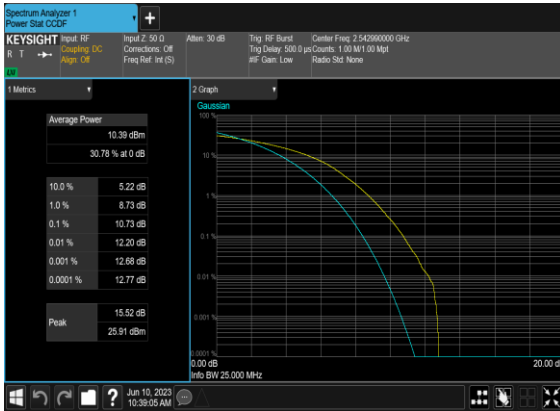 Spectrum Analyzer 1
Power Stat CCDF
+
KEYSIGHT
R T
LV
Input: RF
Coupling: DC
Align: Off
Input Z: 50 Ω
Corrections: Off
Freq Ref: Int (S)
Atten: 30 dB
Trig: RF Burst
Trig Delay: 500.0 µs
#IF Gain: Low
Center Freq: 2.542990000 GHz
Counts: 1.00 M/1.00 Mpt
Radio Std: None
1 Metrics
Average Power
10.39 dBm
30.78 % at 0 dB
10.0 % 5.22 dB
1.0 % 8.73 dB
0.1 % 10.73 dB
0.01 % 12.20 dB
0.001 % 12.68 dB
0.0001 % 12.77 dB
Peak
15.52 dB
25.91 dBm
2 Graph
Gaussian
100 %
10 %
1 %
0.1 %
0.01 %
0.001 %
0.0001 %
0.00 dB
20.00 d
Info BW 25.000 MHz
?
Jun 10, 2023
10:39:05 AM